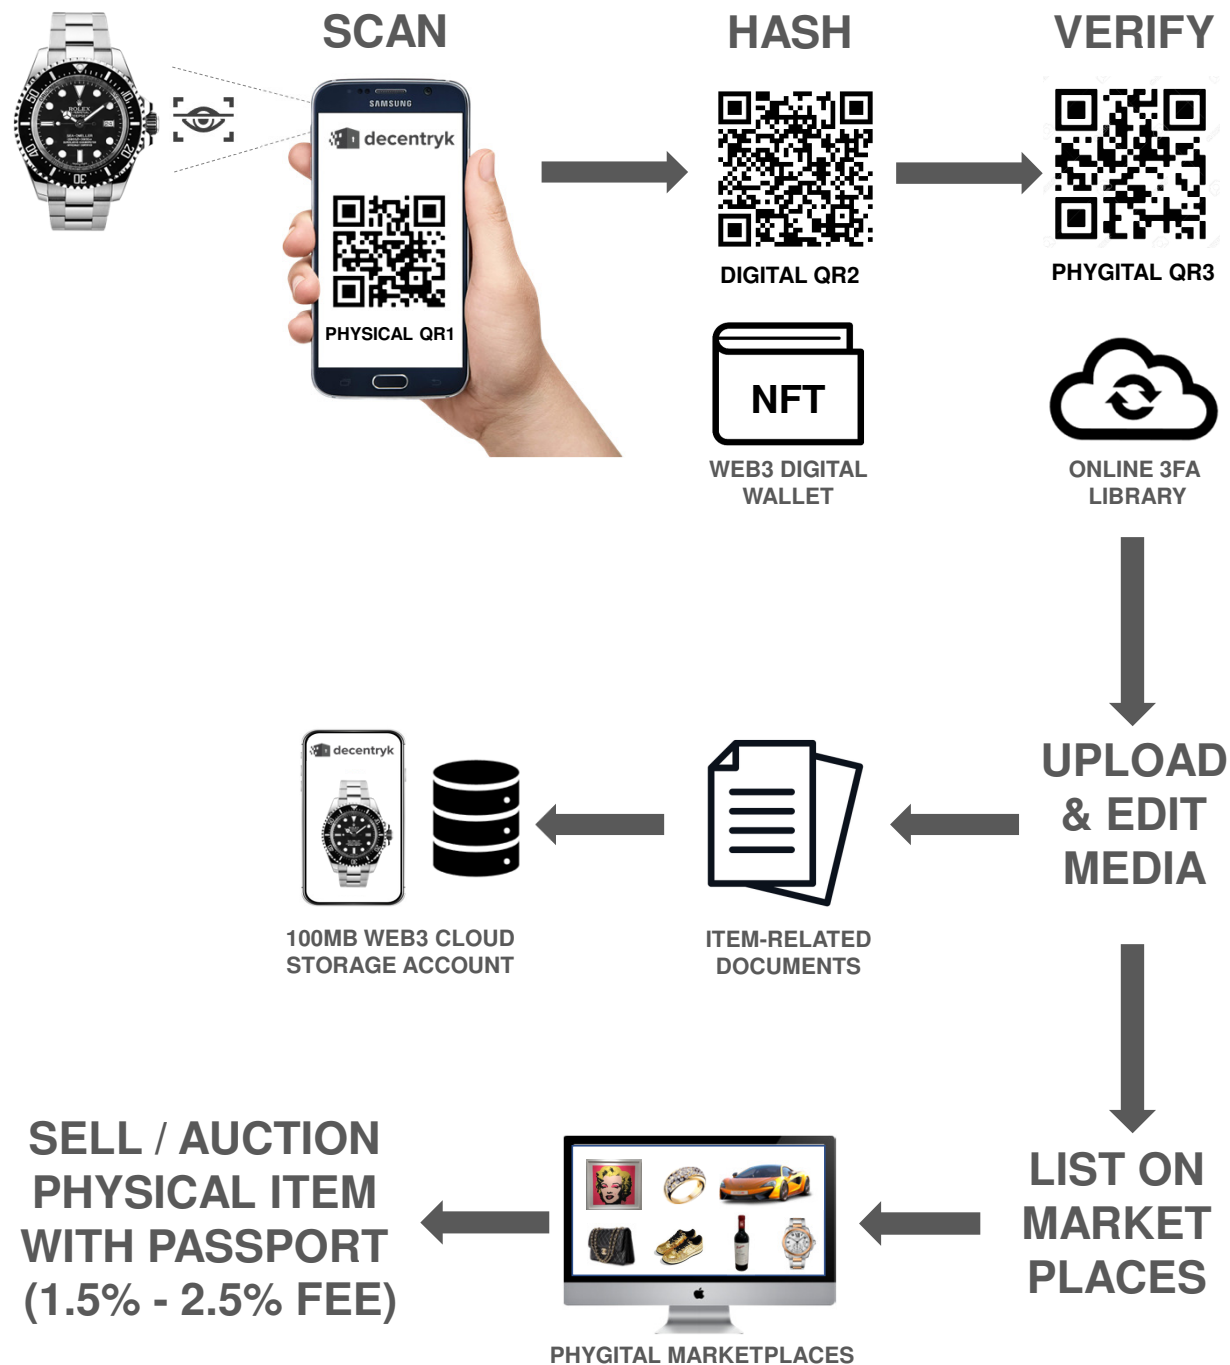 SCAN
HASH
VERIFY
SAMSUNG
decentryk
PHYSICAL QR1
DIGITAL QR2
PHYGITAL QR3
ROLEX
NFT
WEB3 DIGITAL
WALLET
ONLINE 3FA
LIBRARY
UPLOAD
& EDIT
MEDIA
decentryk
100MB WEB3 CLOUD
STORAGE ACCOUNT
ITEM-RELATED
DOCUMENTS
SELL / AUCTION
PHYSICAL ITEM
WITH PASSPORT
(1.5% - 2.5% FEE)
LIST ON
MARKET
PLACES
PHYGITAL MARKETPLACES